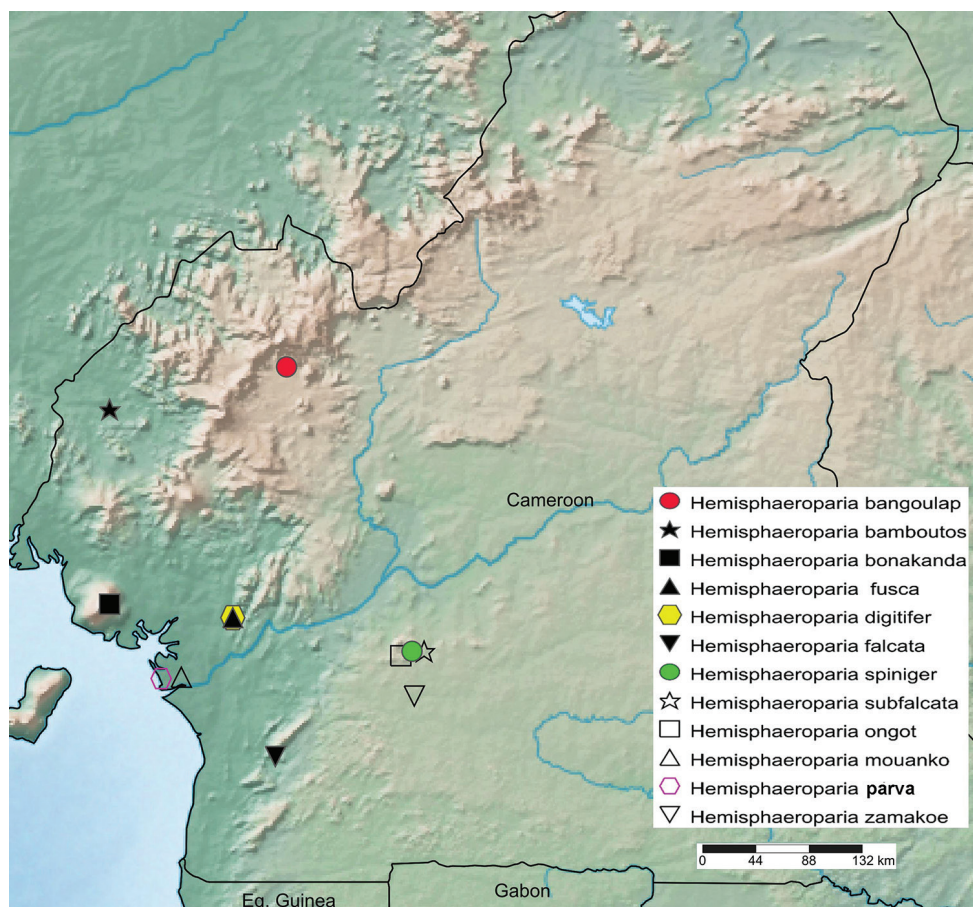 Cameroon
Hemisphaeroparia bangoulap
Hemisphaeroparia bamboutos
Hemisphaeroparia bonakanda
Hemisphaeroparia fusca
Hemisphaeroparia digitifer
Hemisphaeroparia falcata
Hemisphaeroparia spiniger
Hemisphaeroparia subfalcata
Hemisphaeroparia ongot
Hemisphaeroparia mouanko
Hemisphaeroparia parva
Hemisphaeroparia zamakoe
0 44 88 132 km
Eq. Guinea
Gabon